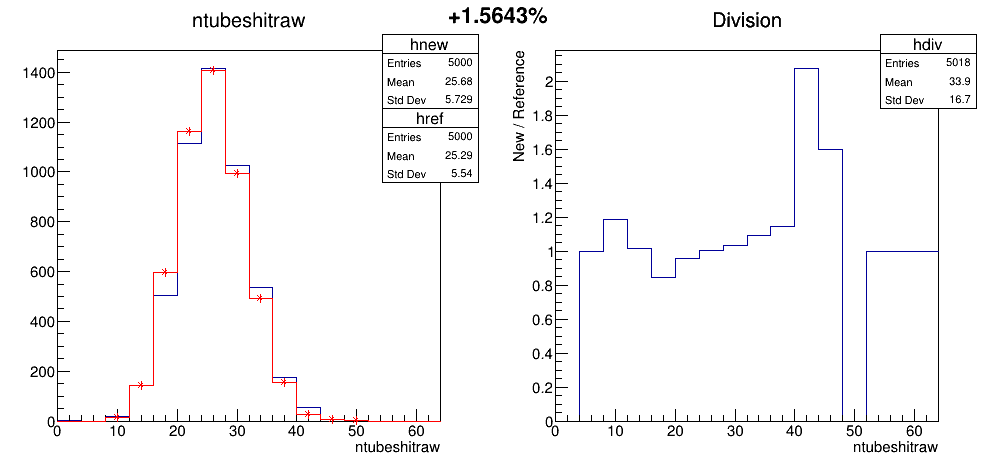 +1.5643%
ntubeshitraw
hnew
Entries 5000
Mean 25.68
Std Dev 5.729
href
Entries 5000
Mean 25.29
Std Dev 5.54
1400
1200
1000
800
600
400
200
0
0 10 20 30 40 50 60
ntubeshitraw
Division
hdiv
Entries 5018
Mean 33.9
Std Dev 16.7
New / Reference
2
1.8
1.6
1.4
1.2
1
0.8
0.6
0.4
0.2
0
0 10 20 30 40 50 60
ntubeshitraw